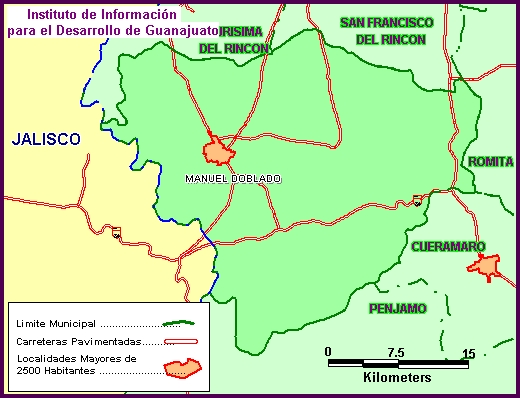 Instituto de Información
para el Desarrollo de Guanajuato
RISIMA
DEL RINCON
SAN FRANCISCO
DEL RINCON
JALISCO
ROMITA
MANUEL DOBLADO
CUERAMARO
PENJAMO
Limite Municipal ........................
Carreteras Pavimentadas.........
Localidades Mayores de
2500 Habitantes ....................
0 7.5 15
Kilometers